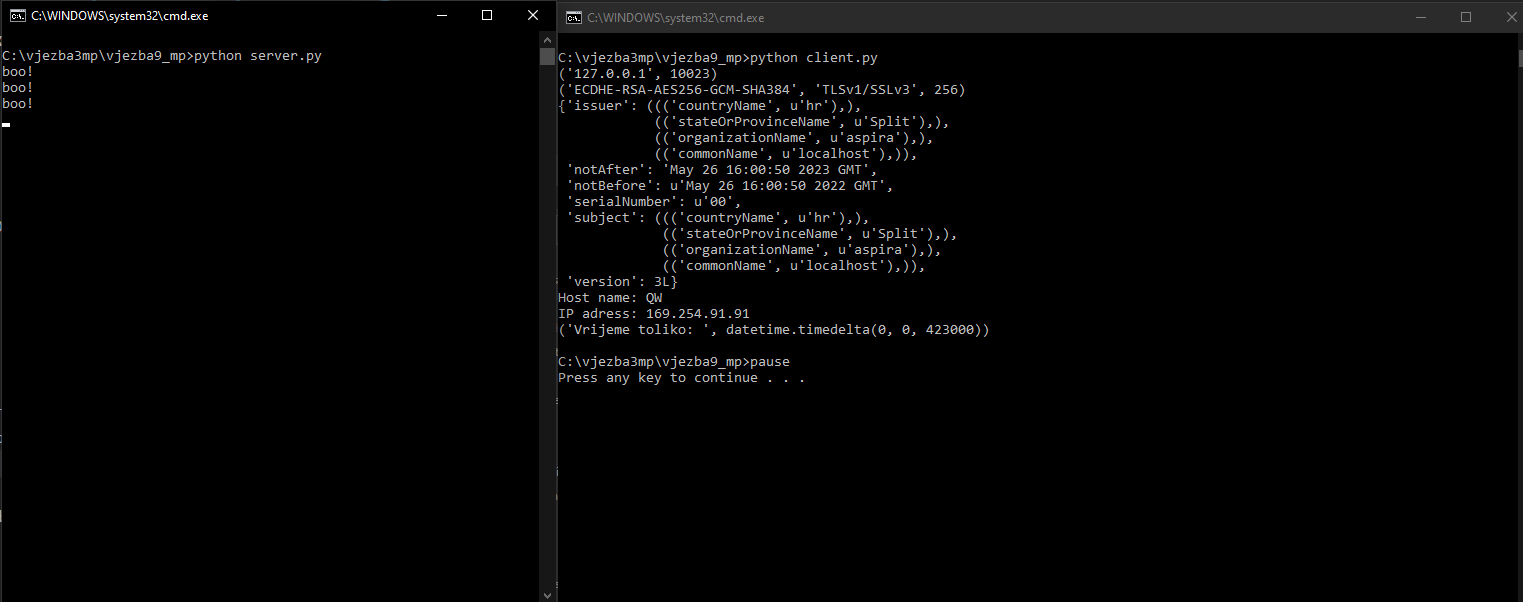 C:\WINDOWS\system32\cmd.exe
C:\vjezba3mp\vjezba9_mp>python server.py
boo!
boo!
boo!
C:\WINDOWS\system32\cmd.exe
C:\vjezba3mp\vjezba9_mp>python client.py
('127.0.0.1', 10023)
('ECDHE-RSA-AES256-GCM-SHA384', 'TLSv1/SSLv3', 256)
{'issuer': ((('countryName', u'hr'),),
(('stateOrProvinceName', u'Split'),),
(('organizationName', u'aspira'),),
(('commonName', u'localhost'),)),
'notAfter': 'May 26 16:00:50 2023 GMT',
'notBefore': u'May 26 16:00:50 2022 GMT',
'serialNumber': u'00',
'subject': ((('countryName', u'hr'),),
(('stateOrProvinceName', u'Split'),),
(('organizationName', u'aspira'),),
(('commonName', u'localhost'),)),
'version': 3L}
Host name: QW
IP adress: 169.254.91.91
('Vrijeme toliko: ', datetime.timedelta(0, 0, 423000))
C:\vjezba3mp\vjezba9_mp>pause
Press any key to continue . . .